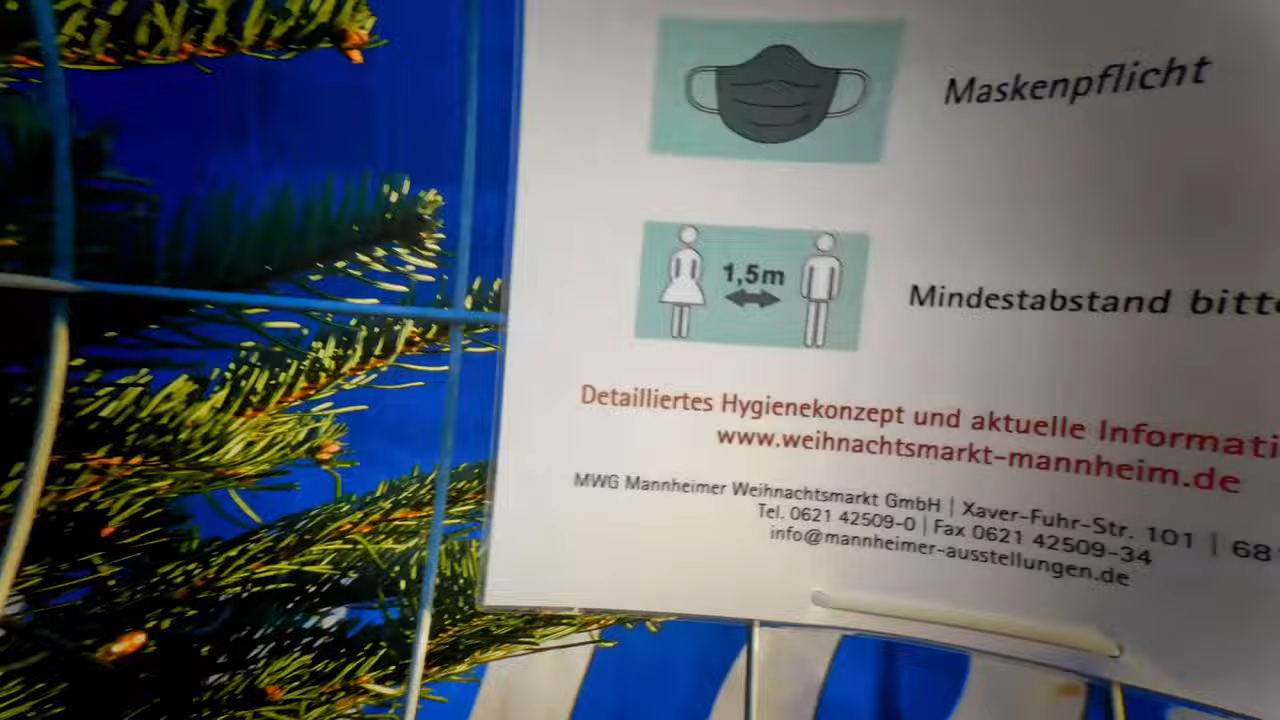 Maskenpflicht
1,5m
Mindestabstand bitte
Detailliertes Hygienekonzept und aktuelle
www.weihnachtsmarkt-mannheim.de
MWG Mannheimer Weihnachtsmarkt GmbH | Xaver-Fuhr-Str. 101 | 68
Tel. 0621 42509-0 | Fax 0621 42509-34
info@mannheimer-ausstellungen.de